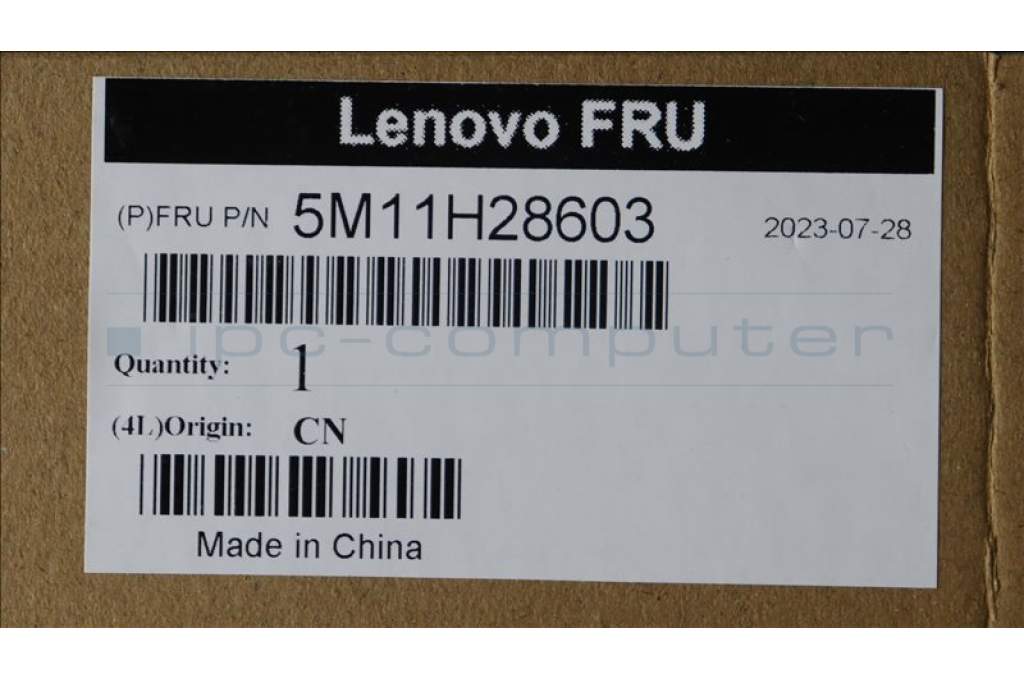 Lenovo FRU
(P)FRU P/N 5M11H28603 2023-07-28
ipc-computer
Quantity: 1
(4L)Origin: CN
Made in China